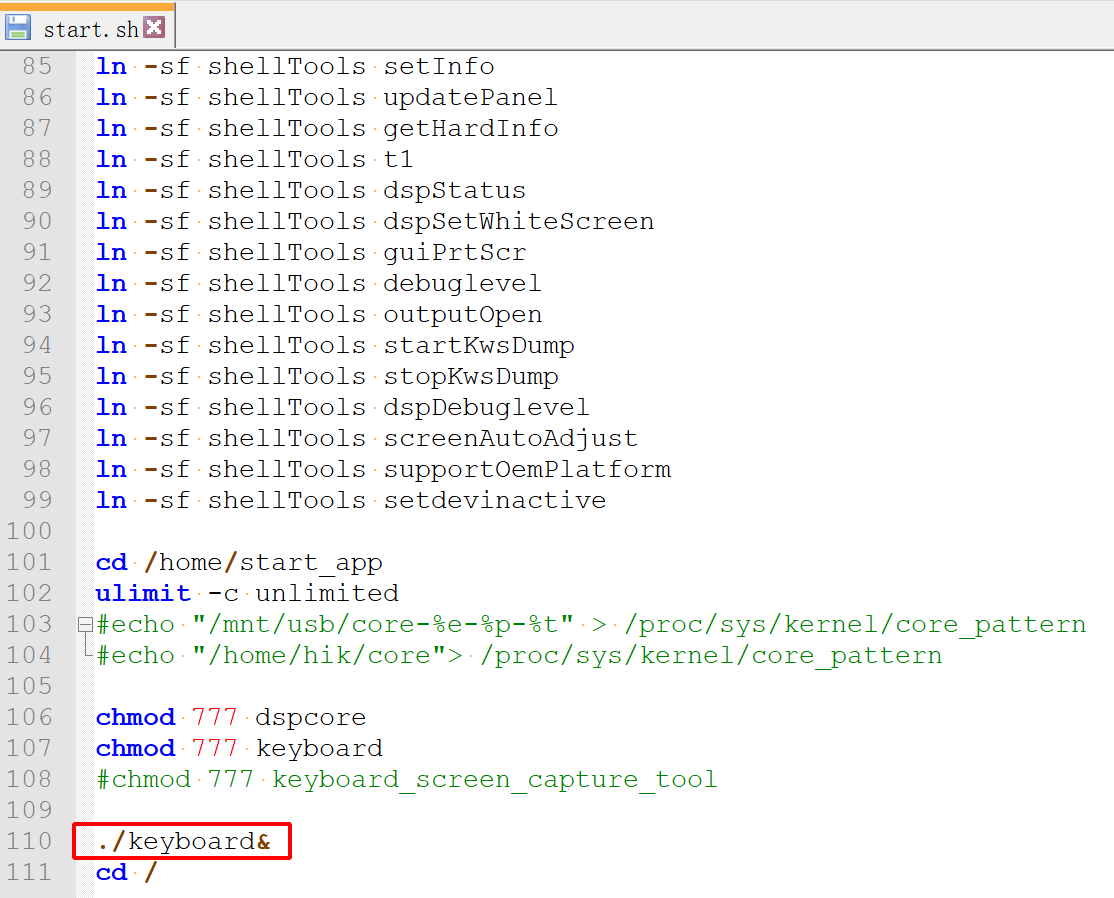 start.sh
85 ln -sf shellTools setInfo
86 ln -sf shellTools updatePanel
87 ln -sf shellTools getHardInfo
88 ln -sf shellTools t1
89 ln -sf shellTools dspStatus
90 ln -sf shellTools dspSetWhiteScreen
91 ln -sf shellTools guiPrtScr
92 ln -sf shellTools debuglevel
93 ln -sf shellTools outputOpen
94 ln -sf shellTools startKwsDump
95 ln -sf shellTools stopKwsDump
96 ln -sf shellTools dspDebuglevel
97 ln -sf shellTools screenAutoAdjust
98 ln -sf shellTools supportOemPlatform
99 ln -sf shellTools setdevinactive
100
101 cd /home/start_app
102 ulimit -c unlimited
103 #echo "/mnt/usb/core-%e-%p-%t" > /proc/sys/kernel/core_pattern
104 #echo "/home/hik/core"> /proc/sys/kernel/core_pattern
105
106 chmod 777 dspcore
107 chmod 777 keyboard
108 #chmod 777 keyboard_screen_capture_tool
109
110 ./keyboard&
111 cd /